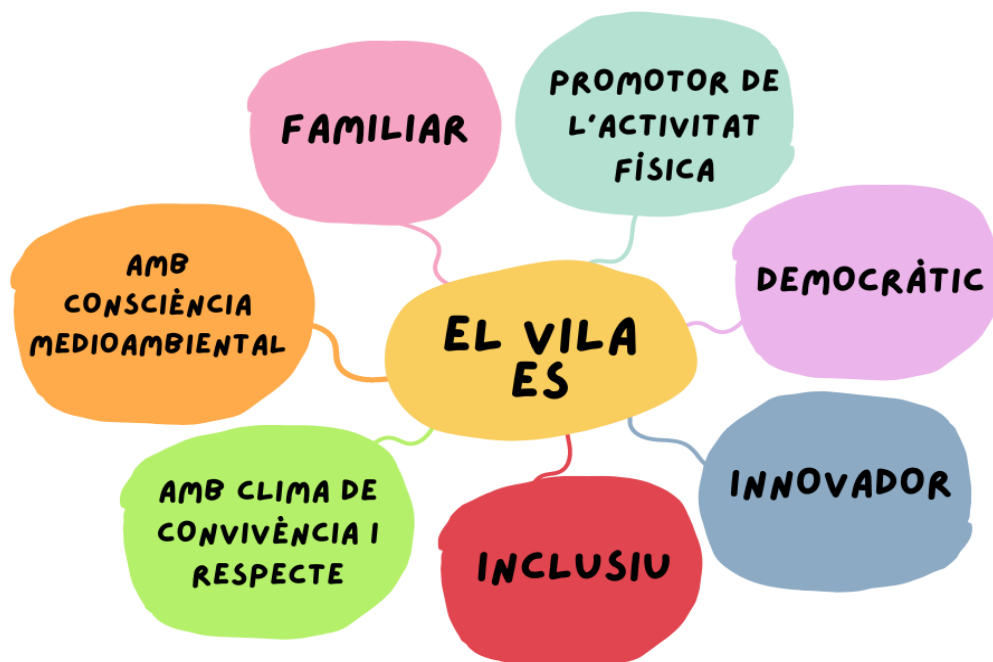 FAMILIAR
PROMOTOR DE
L'ACTIVITAT
FÍSICA
AMB
CONSCIÈNCIA
MEDIOAMBIENTAL
DEMOCRÀTIC
EL VILA
ES
AMB CLIMA DE
CONVIVÈNCIA I
RESPECTE
INCLUSIU
INNOVADOR